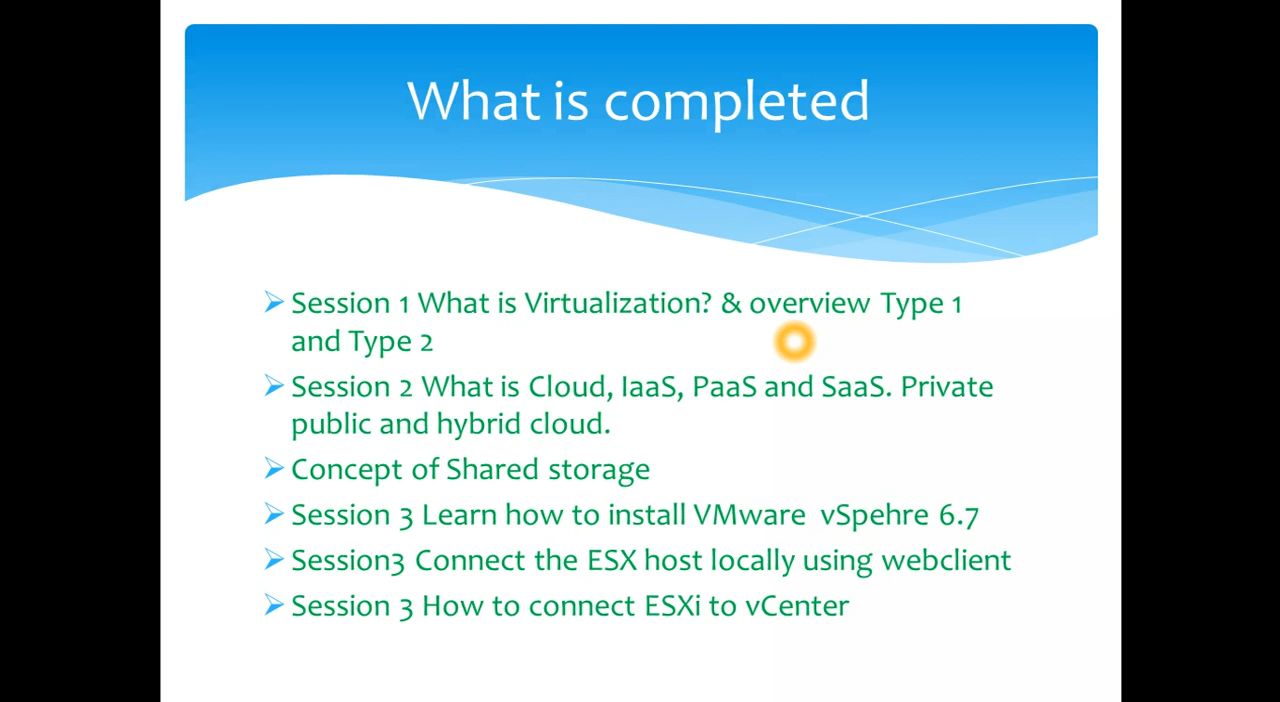 What is completed
Session 1 What is Virtualization? & overview Type 1
and Type 2
Session 2 What is Cloud, IaaS, PaaS and SaaS. Private
public and hybrid cloud.
Concept of Shared storage
Session 3 Learn how to install VMware vSpehre 6.7
Session3 Connect the ESX host locally using webclient
Session 3 How to connect ESXi to vCenter